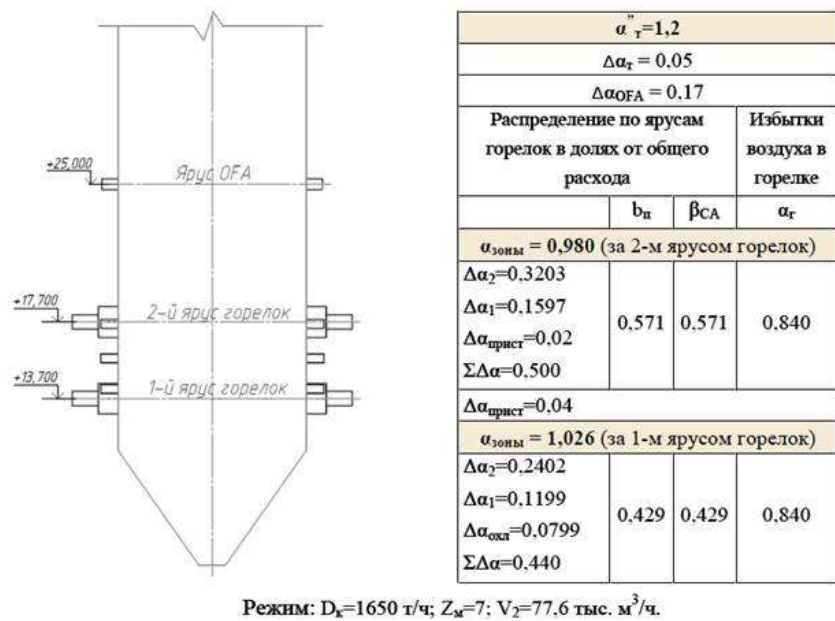 +25,000
Ярус OFA
+17,700
2-й ярус горелок
+13,700
1-й ярус горелок
α"т=1,2
Δαт = 0,05
ΔαOFA = 0,17
Распределение по ярусам
горелок в долях от общего
расхода
Избытки
воздуха в
горелке
bп βСА αг
αзоны = 0,980 (за 2-м ярусом горелок)
Δα2=0,3203
Δα1=0,1597
Δαприст=0,02
ΣΔα=0,500
0,571 0,571 0,840
Δαприст=0,04
αзоны = 1,026 (за 1-м ярусом горелок)
Δα2=0,2402
Δα1=0,1199
Δαохл=0,0799
ΣΔα=0,440
0,429 0,429 0,840
Режим: Dк=1650 т/ч; Zм=7; V2=77,6 тыс. м³/ч.